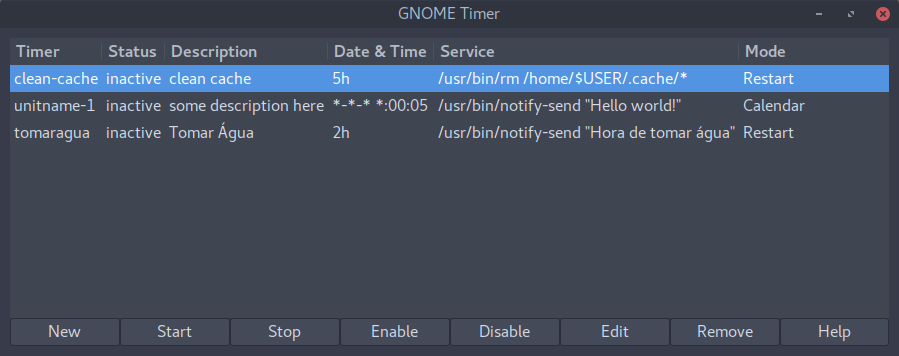 GNOME Timer
Timer Status Description Date & Time Service Mode
clean-cache inactive clean cache 5h /usr/bin/rm /home/$USER/.cache/* Restart
unitname-1 inactive some description here *-*-* *:00:05 /usr/bin/notify-send "Hello world!" Calendar
tomaragua inactive Tomar Água 2h /usr/bin/notify-send "Hora de tomar água" Restart
New Start Stop Enable Disable Edit Remove Help